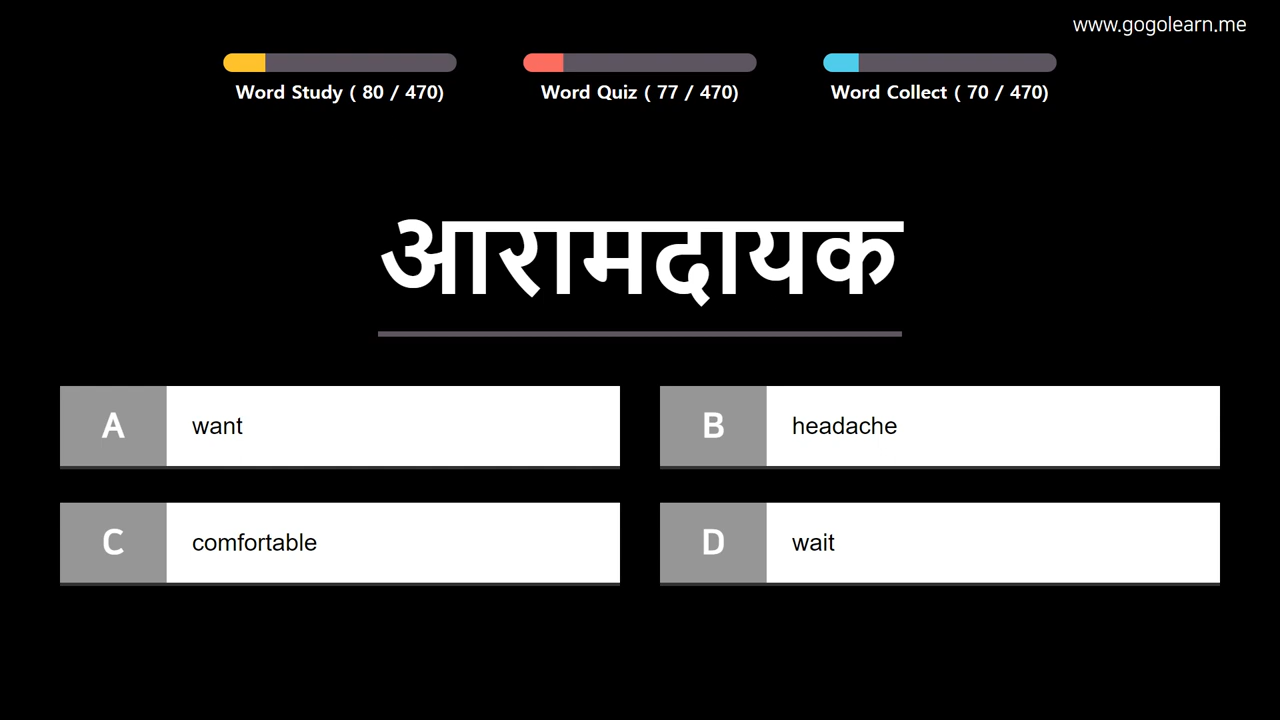 www.gogolearn.me
Word Study ( 80 / 470)
Word Quiz ( 77 / 470)
Word Collect ( 70 / 470)
आरामदायक
A want
B headache
C comfortable
D wait